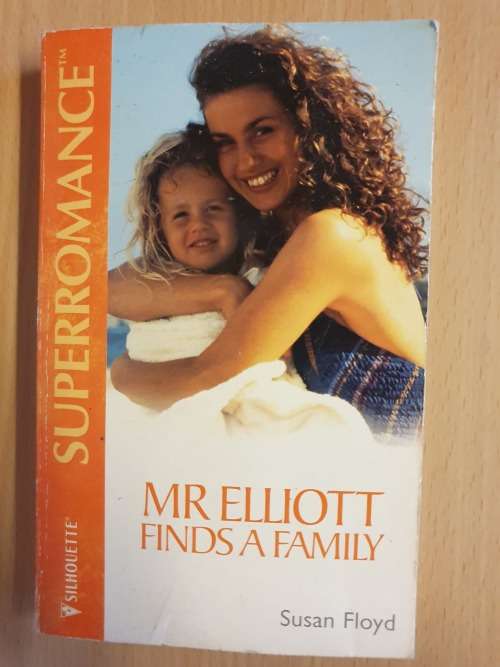 SUPERROMANCE™
SILHOUETTE®
MR ELLIOTT
FINDS A FAMILY
Susan Floyd